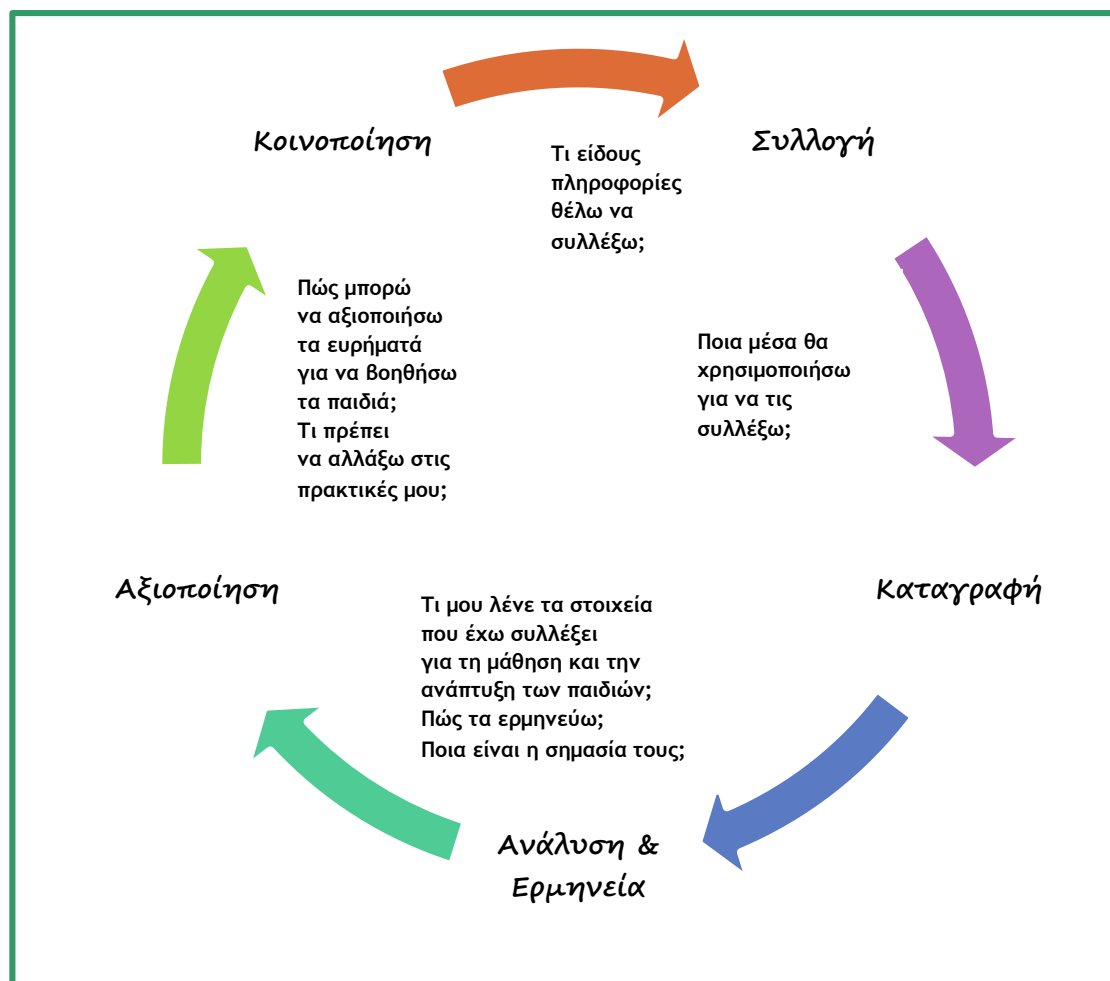 Κοινοποίηση
Συλλογή
Τι είδους
πληροφορίες
θέλω να
συλλέξω;
Πώς μπορώ
να αξιοποιήσω
τα ευρήματά
για να βοηθήσω
τα παιδιά;
Τι πρέπει
να αλλάξω στις
πρακτικές μου;
Ποια μέσα θα
χρησιμοποιήσω
για να τις
συλλέξω;
Αξιοποίηση
Καταγραφή
Τι μου λένε τα στοιχεία
που έχω συλλέξει
για τη μάθηση και την
ανάπτυξη των παιδιών;
Πώς τα ερμηνεύω;
Ποια είναι η σημασία τους;
Ανάλυση &
Ερμηνεία